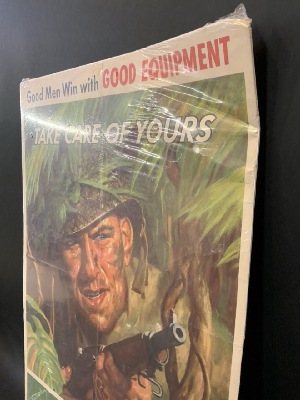 Good Men Win with GOOD EQUIPMENT
TAKE CARE OF YOURS